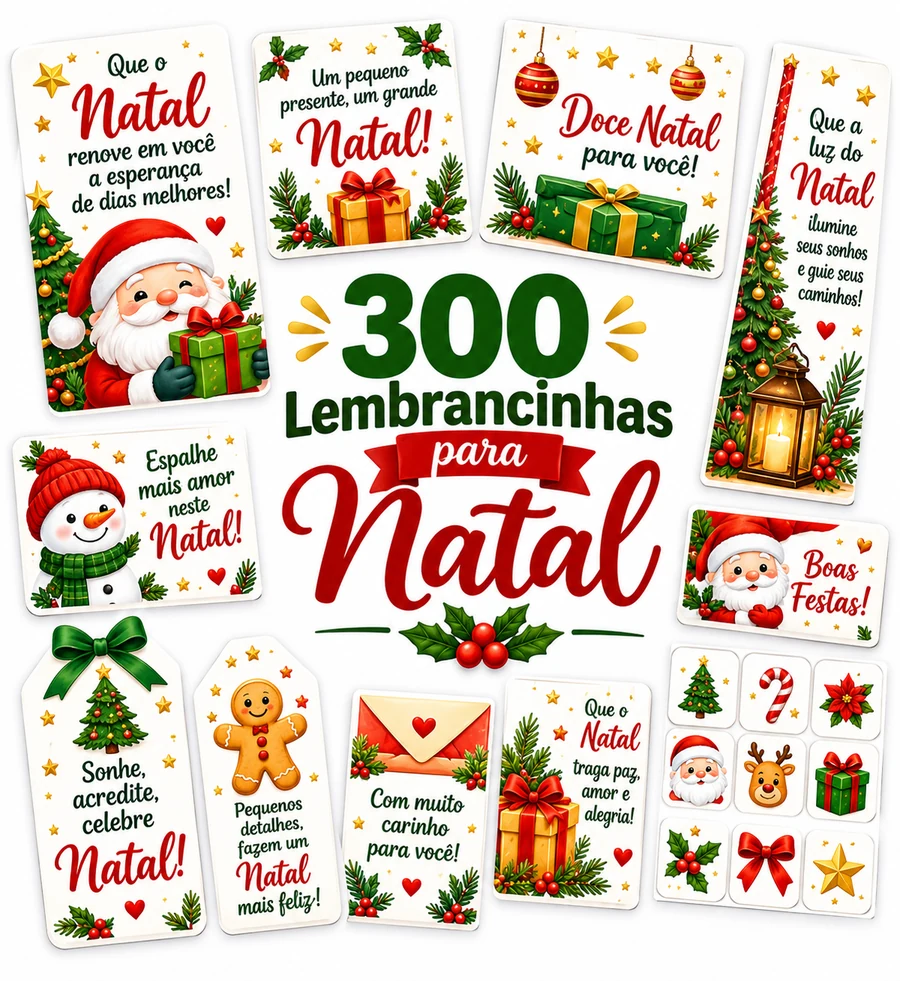 Que o
Natal
renove em você
a esperança
de dias melhores!
Um pequeno
presente, um grande
Natal!
Doce Natal
para você!
Que a
luz do
Natal
ilumine
seus sonhos
e guie seus
caminhos!
300
Lembrancinhas
para
Natal
Espalhe
mais amor
neste
Natal!
Boas
Festas!
Sonhe,
acredite,
celebre
Natal!
Pequenos
detalhes,
fazem um
Natal
mais feliz!
Com muito
carinho
para você!
Que o
Natal
traga paz,
amor e
alegria!